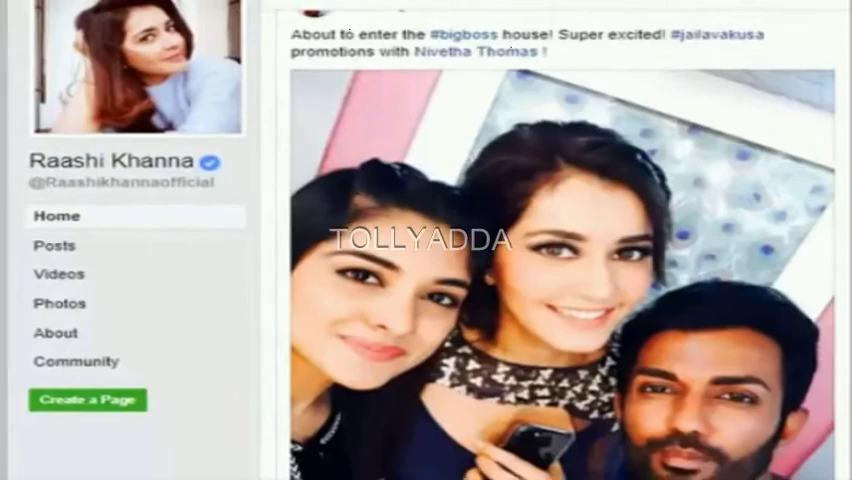 About to enter the #bigboss house! Super excited! #jailavakusa
promotions with Nivetha Thomas !
TOLLYADDA
Raashi Khanna
@Raashikhannaofficial
Home
Posts
Videos
Photos
About
Community
Create a Page